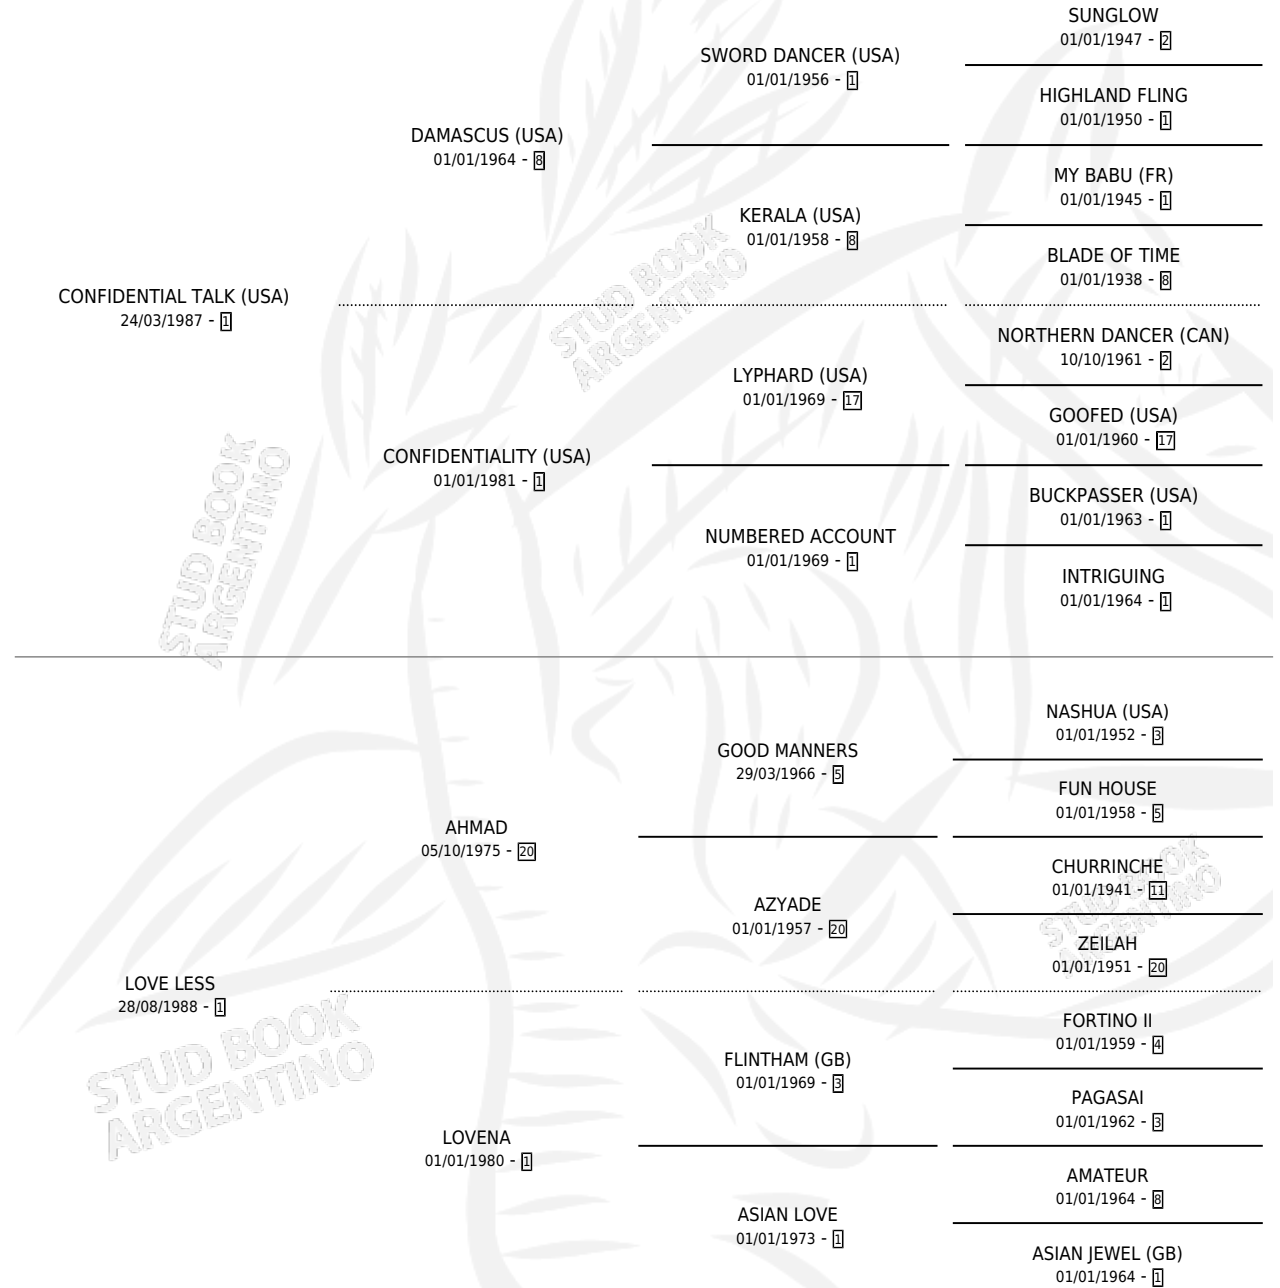 SUNGLOW
01/01/1947 - 2
SWORD DANCER (USA)
01/01/1956 - 1
HIGHLAND FLING
01/01/1950 - 1
DAMASCUS (USA)
01/01/1964 - 8
MY BABU (FR)
01/01/1945 - 1
KERALA (USA)
01/01/1958 - 8
BLADE OF TIME
01/01/1938 - 8
CONFIDENTIAL TALK (USA)
24/03/1987 - 1
NORTHERN DANCER (CAN)
10/10/1961 - 2
LYPHARD (USA)
01/01/1969 - 17
GOOFED (USA)
01/01/1960 - 17
CONFIDENTIALITY (USA)
01/01/1981 - 1
BUCKPASSER (USA)
01/01/1963 - 1
NUMBERED ACCOUNT
01/01/1969 - 1
INTRIGUING
01/01/1964 - 1
NASHUA (USA)
01/01/1952 - 3
GOOD MANNERS
29/03/1966 - 5
FUN HOUSE
01/01/1958 - 5
AHMAD
05/10/1975 - 20
CHURRINCHE
01/01/1941 - 11
AZYADE
01/01/1957 - 20
ZEILAH
01/01/1951 - 20
LOVE LESS
28/08/1988 - 1
FORTINO II
01/01/1959 - 4
FLINTHAM (GB)
01/01/1969 - 3
PAGASAI
01/01/1962 - 3
LOVENA
01/01/1980 - 1
AMATEUR
01/01/1964 - 8
ASIAN LOVE
01/01/1973 - 1
ASIAN JEWEL (GB)
01/01/1964 - 1
STUD BOOK
ARGENTINO
STUD BOOK
ARGENTINO
STUD BOOK
ARGENTINO
STUD BOOK
ARGENTINO